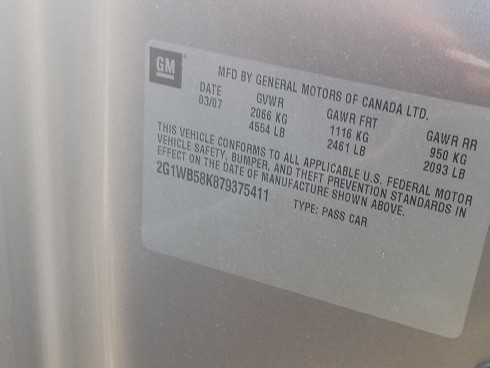 GM
MFD BY GENERAL MOTORS OF CANADA LTD.
DATE GVWR GAWR FRT GAWR RR
03/07 2066 KG 1116 KG 950 KG
4554 LB 2461 LB 2093 LB
THIS VEHICLE CONFORMS TO ALL APPLICABLE U.S. FEDERAL MOTOR
VEHICLE SAFETY, BUMPER, AND THEFT PREVENTION STANDARDS IN
EFFECT ON THE DATE OF MANUFACTURE SHOWN ABOVE.
2G1WB58K879375411
TYPE: PASS CAR